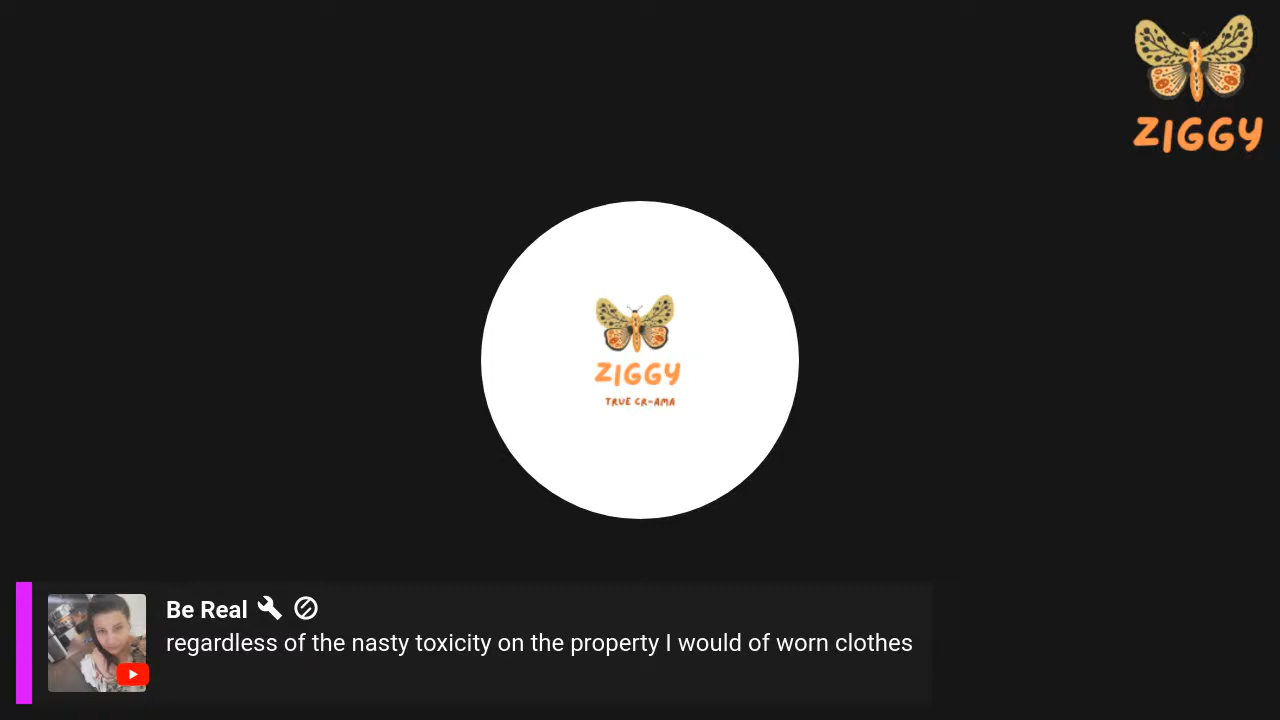 ZIGGY
ZIGGY
TRUE CR-AMA
Be Real
regardless of the nasty toxicity on the property I would of worn clothes